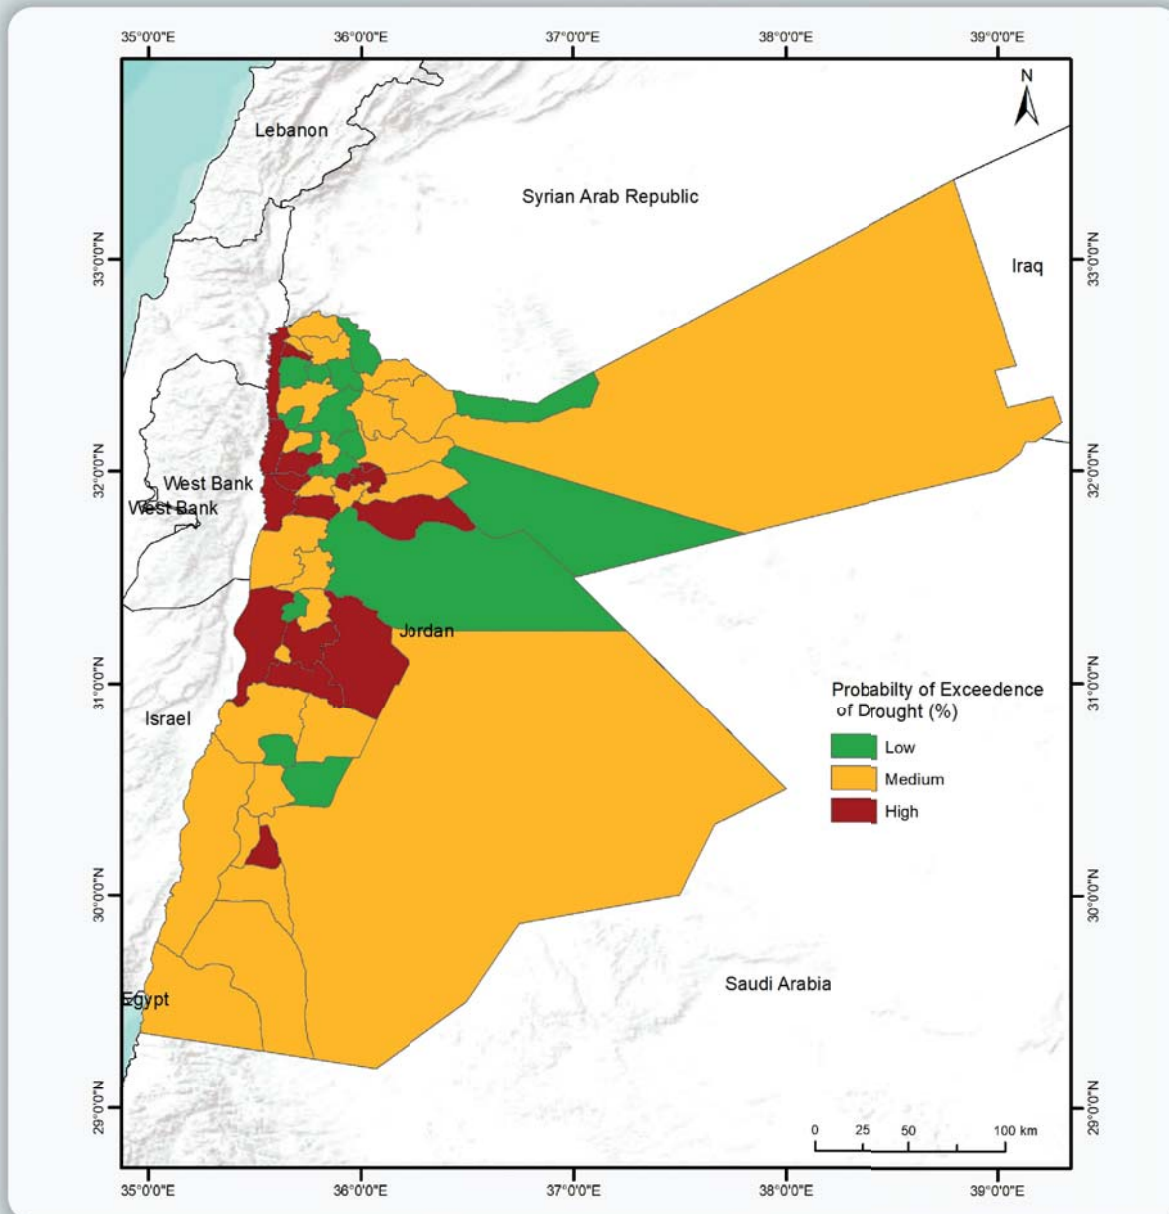 35°0'0"E 36°0'0"E 37°0'0"E 38°0'0"E 39°0'0"E
N
Lebanon
Syrian Arab Republic
33°0'0"N
33°0'0"N
Iraq
32°0'0"N
32°0'0"N
West Bank
West Bank
Jordan
31°0'0"N
31°0'0"N
Israel
Probabilty of Exceedence
of Drought (%)
Low
Medium
High
30°0'0"N
30°0'0"N
Saudi Arabia
Egypt
29°0'0"N
29°0'0"N
0 25 50 100 km
35°0'0"E 36°0'0"E 37°0'0"E 38°0'0"E 39°0'0"E